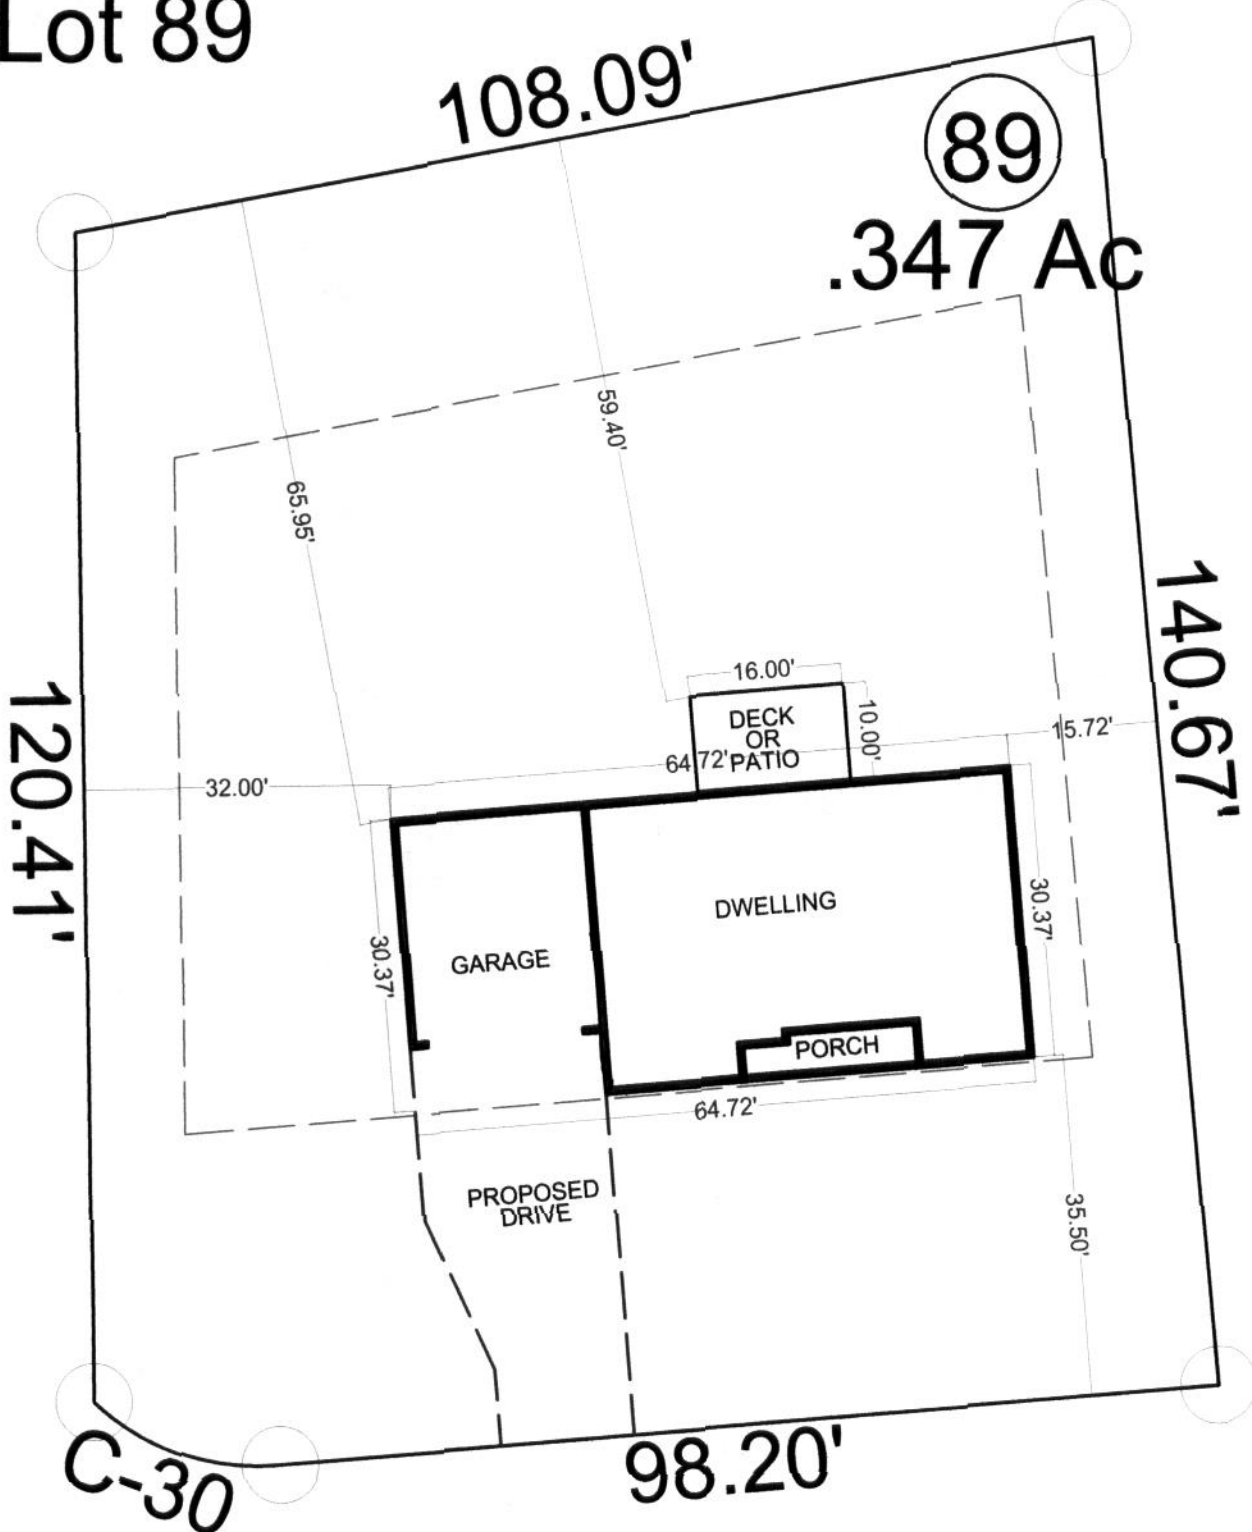 Lot 89
108.09'
89
.347 Ac
59.40'
65.95'
140.67'
16.00'
DECK
OR
PATIO
10.00'
64.72'
15.72'
32.00'
120.41'
30.37'
GARAGE
DWELLING
30.37'
PORCH
64.72'
PROPOSED
DRIVE
35.50'
C-30
98.20'